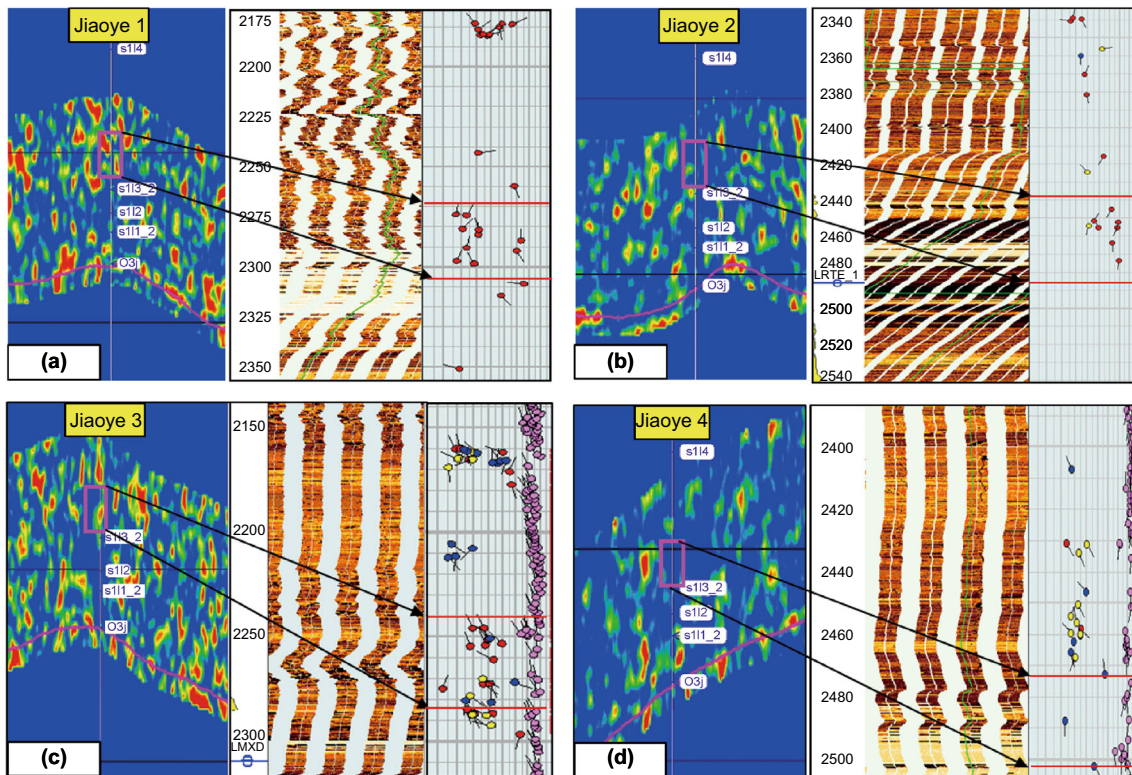 Jiaoye 1
s1l4
s1l3_2
s1l2
s1l1_2
O3j
(a)
2175
2200
2225
2250
2275
2300
2325
2350
Jiaoye 2
s1l4
s1l3_2
s1l2
s1l1_2
O3j
(b)
2340
2360
2380
2400
2420
2440
2460
2480
LRTE_1
2500
2520
2540
Jiaoye 3
s1l3_2
s1l2
s1l1_2
O3j
(c)
2150
2200
2250
2300
LMXD
Jiaoye 4
s1l4
s1l3_2
s1l2
s1l1_2
O3j
(d)
2400
2420
2440
2460
2480
2500